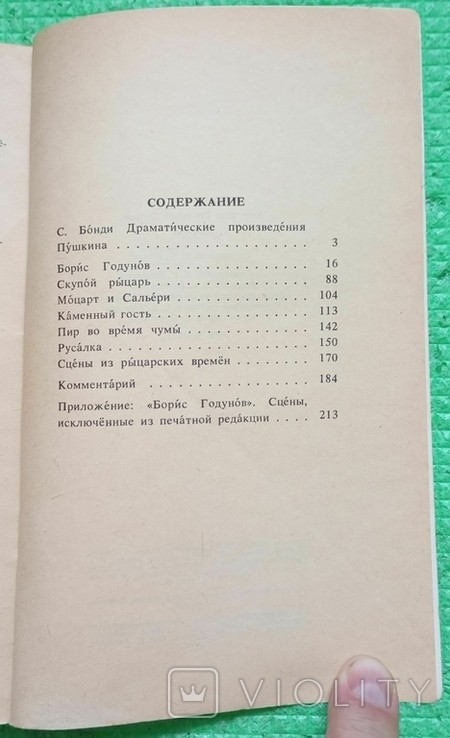 СОДЕРЖАНИЕ
С. Бо́нди Драмати́ческие произведе́ния
Пу́шкина . . . . . . . . . . . . . . . . . 3
Бори́с Годуно́в . . . . . . . . . . . . . . 16
Скупо́й ры́царь . . . . . . . . . . . . . . 88
Мо́царт и Салье́ри . . . . . . . . . . . . 104
Ка́менный гость . . . . . . . . . . . . . 113
Пир во вре́мя чумы́ . . . . . . . . . . . . 142
Руса́лка . . . . . . . . . . . . . . . . . 150
Сце́ны из ры́царских времён . . . . . . . 170
Коммента́рий . . . . . . . . . . . . . . 184
Приложе́ние: «Бори́с Годуно́в». Сце́ны,
исключённые из печа́тной реда́кции . . . . 213
VIOLITY